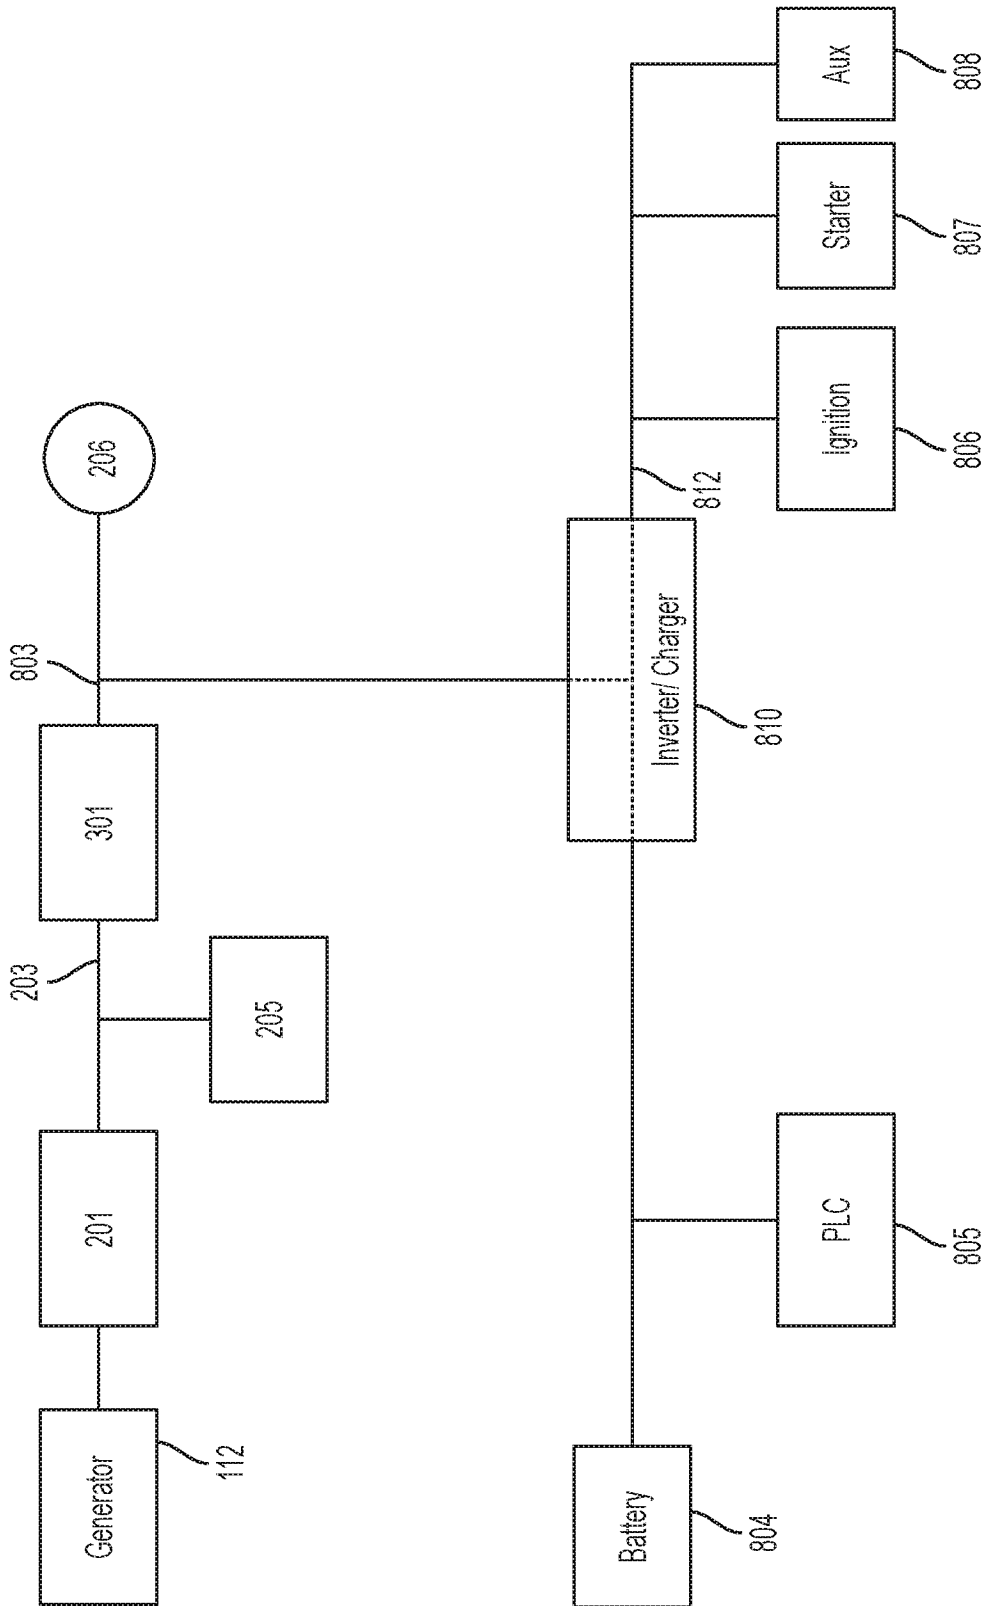 Generator
112
201
205
203
301
803
206
Battery
804
PLC
805
Inverter/ Charger
810
812
Ignition
806
Starter
807
Aux
808